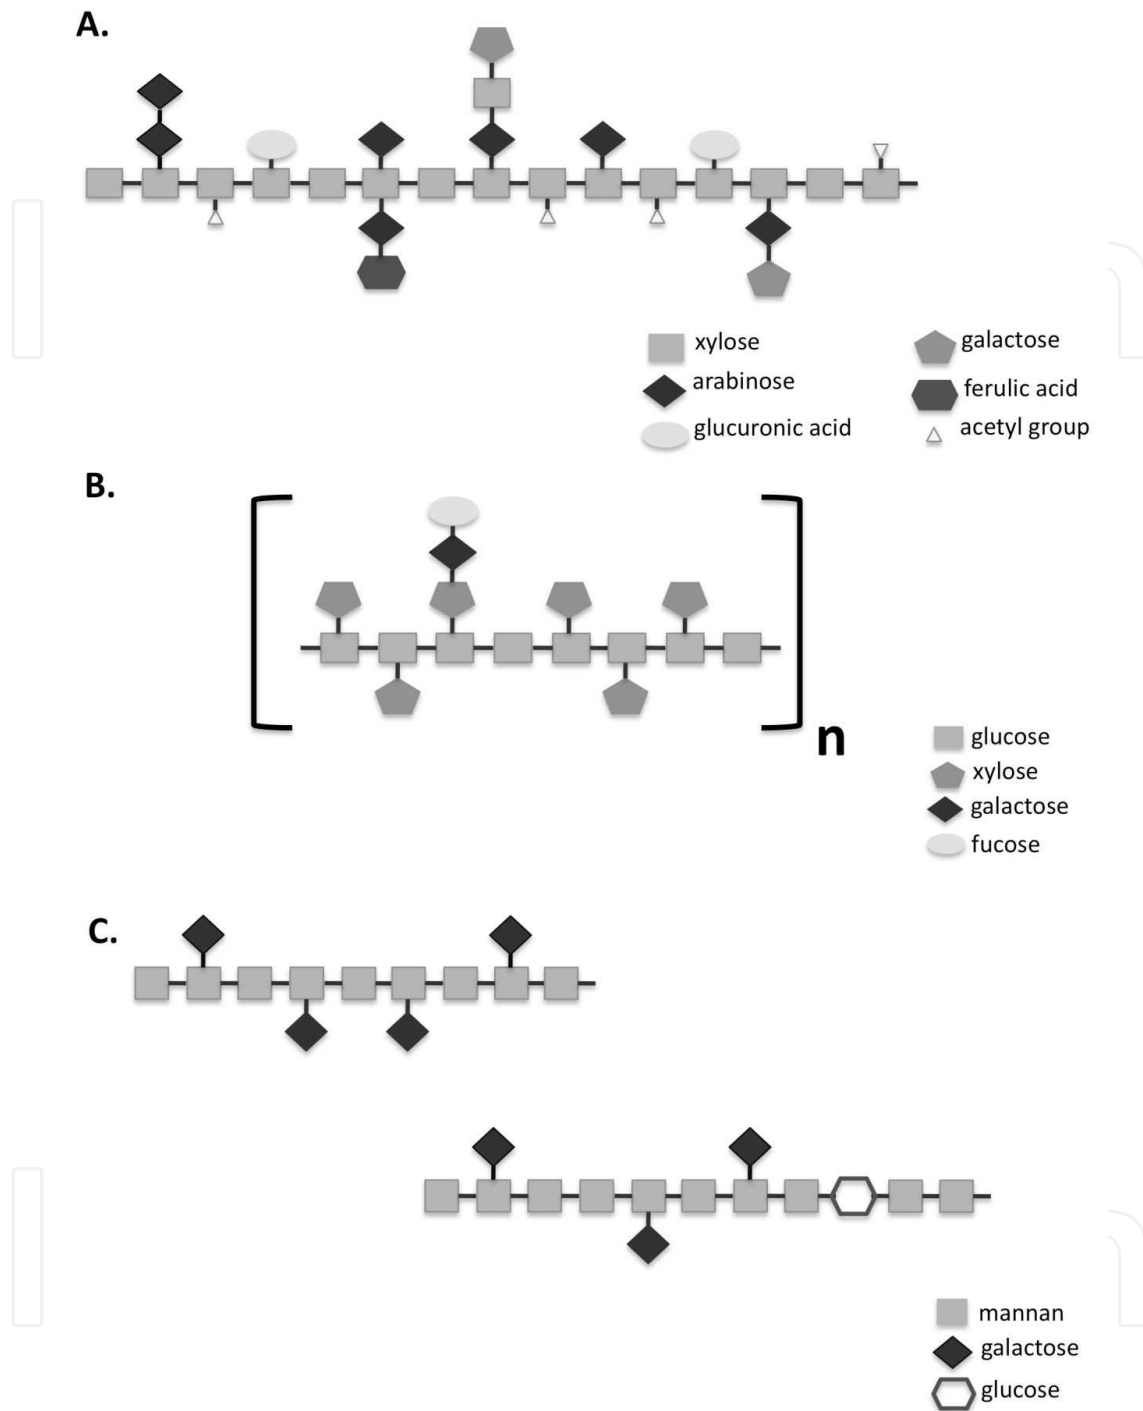 A.
xylose
arabinose
glucuronic acid
galactose
ferulic acid
acetyl group
B.
n
glucose
xylose
galactose
fucose
C.
mannan
galactose
glucose